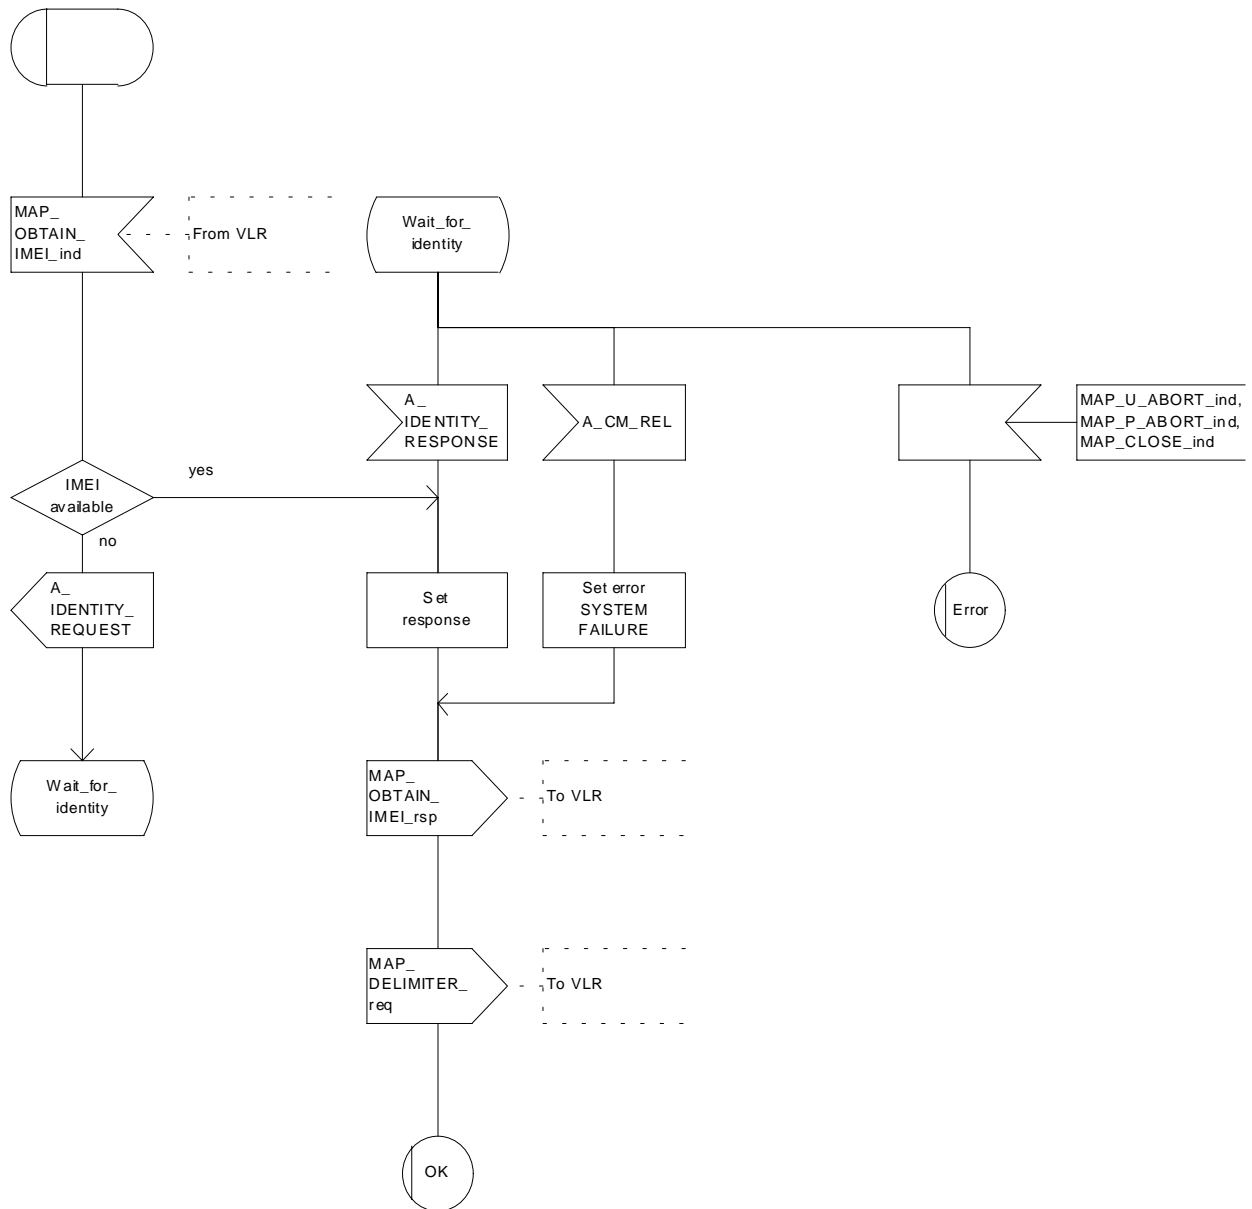 MAP_
OBTAIN_
IMEI_ind
From VLR
Wait_for_
identity
A_
IDENTITY_
RESPONSE
A_CM_REL
MAP_U_ABORT_ind,
MAP_P_ABORT_ind,
MAP_CLOSE_ind
IMEI
available
yes
no
A_
IDENTITY_
REQUEST
Set
response
Set error
SYSTEM
FAILURE
Error
Wait_for_
identity
MAP_
OBTAIN_
IMEI_rsp
To VLR
MAP_
DELIMITER_
req
To VLR
OK